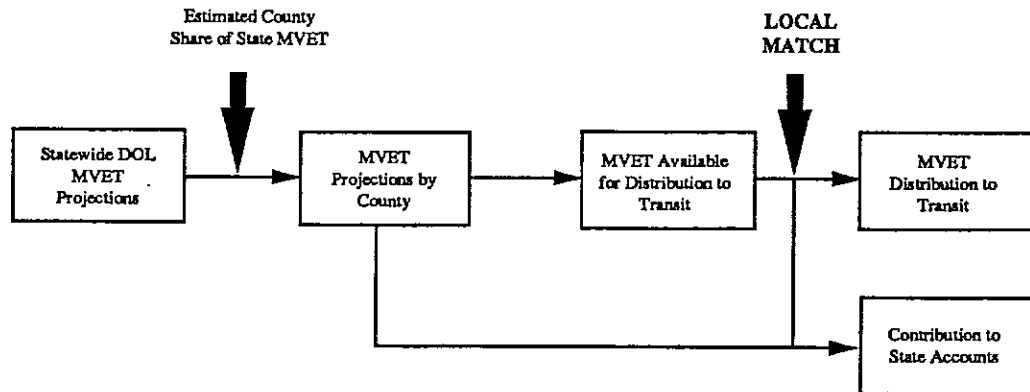 Estimated County
Share of State MVET
LOCAL
MATCH
Statewide DOL
MVET
Projections
MVET
Projections by
County
MVET Available
for Distribution to
Transit
MVET
Distribution to
Transit
Contribution to
State Accounts